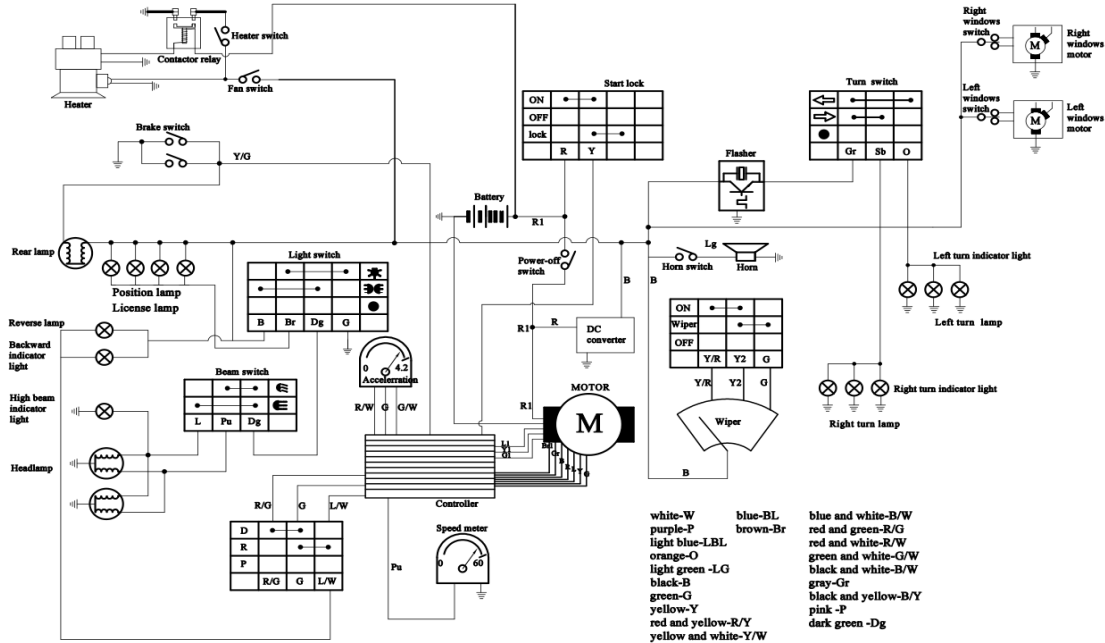 Right
windows
switch
Right
windows
motor
Heater switch
Contactor relay
Fan switch
Heater
Start lock
ON
OFF
lock
R Y
Turn switch
Gr Sb O
Left
windows
switch
Left
windows
motor
Brake switch
Y/G
Flasher
Battery
R1
Rear lamp
Light switch
B Br Dg G
Position lamp
License lamp
Power-off
switch
B
B
Lg
Horn switch
Horn
Left turn indicator light
Left turn lamp
Reverse lamp
Backward
indicator
light
0 4.2
Acceleration
R/W G G/W
R1
R
DC
converter
ON
Wiper
OFF
Y/R Y2 G
Y/R Y2 G
Wiper
B
Right turn indicator light
Right turn lamp
Beam switch
L Pu Dg
High beam
indicator
light
Headlamp
R1
MOTOR
M
M
M
L1
Y1
G1
Gr
B
R
L
Y
G
Controller
R/G G L/W
D
R
P
R/G G L/W
Pu
Speed meter
0 60
white-W blue-BL blue and white-B/W
purple-P brown-Br red and green-R/G
light blue-LBL red and white-R/W
orange-O green and white-G/W
light green -LG black and white-B/W
black-B gray-Gr
green-G black and yellow-B/Y
yellow-Y pink -P
red and yellow-R/Y dark green -Dg
yellow and white-Y/W